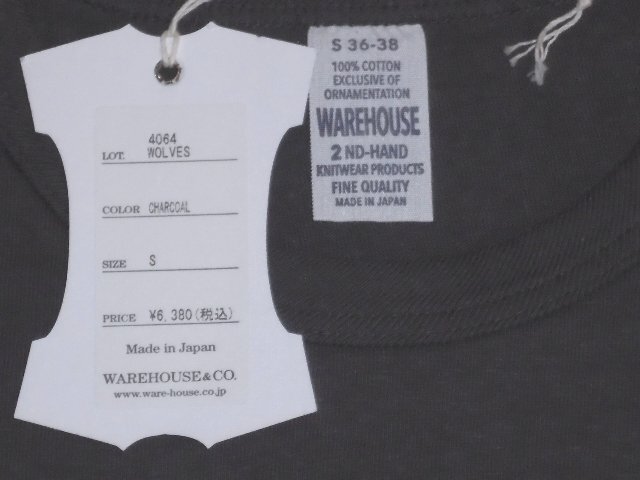 4064
LOT. WOLVES
COLOR CHARCOAL
SIZE S
PRICE ¥6,380(税込)
Made in Japan
WAREHOUSE&CO.
www.ware-house.co.jp
S 36-38
100% COTTON
EXCLUSIVE OF
ORNAMENTATION
WAREHOUSE
2 ND-HAND
KNITWEAR PRODUCTS
FINE QUALITY
MADE IN JAPAN